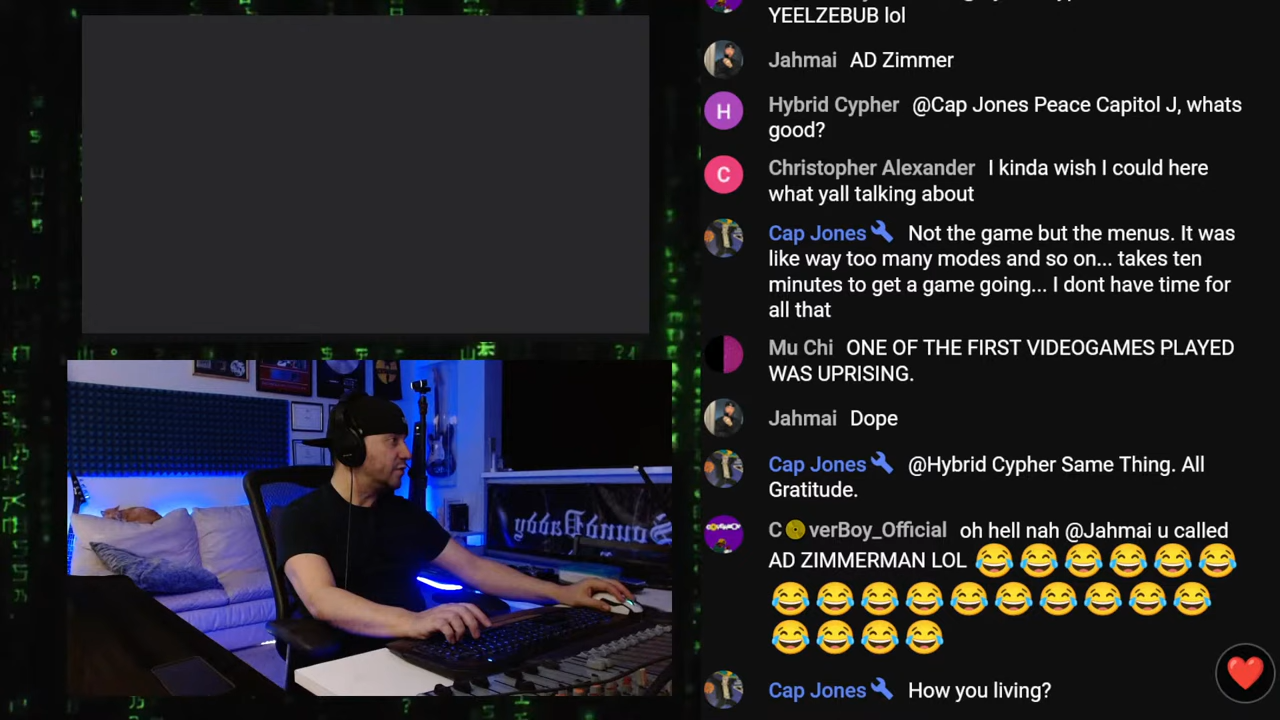 YEELZEBUB lol
Jahmai AD Zimmer
H Hybrid Cypher @Cap Jones Peace Capitol J, whats
good?
C Christopher Alexander I kinda wish I could here
what yall talking about
Cap Jones Not the game but the menus. It was
like way too many modes and so on... takes ten
minutes to get a game going... I dont have time for
all that
Mu Chi ONE OF THE FIRST VIDEOGAMES PLAYED
WAS UPRISING.
Jahmai Dope
Cap Jones @Hybrid Cypher Same Thing. All
Gratitude.
C verBoy_Official oh hell nah @Jahmai u called
AD ZIMMERMAN LOL 😂😂😂😂😂😂
😂😂😂😂😂😂😂😂😂😂
😂😂😂😂
Cap Jones How you living?
SoundDaddy